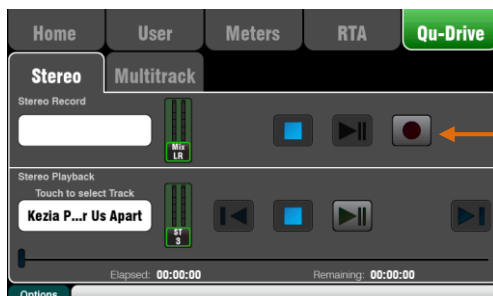 Home User Meters RTA Qu-Drive
Stereo Multitrack
Stereo Record
Mix
LR
Stereo Playback
Touch to select Track
Kezia P...r Us Apart
ST
3
Elapsed: 00:00:00 Remaining: 00:00:00
Options